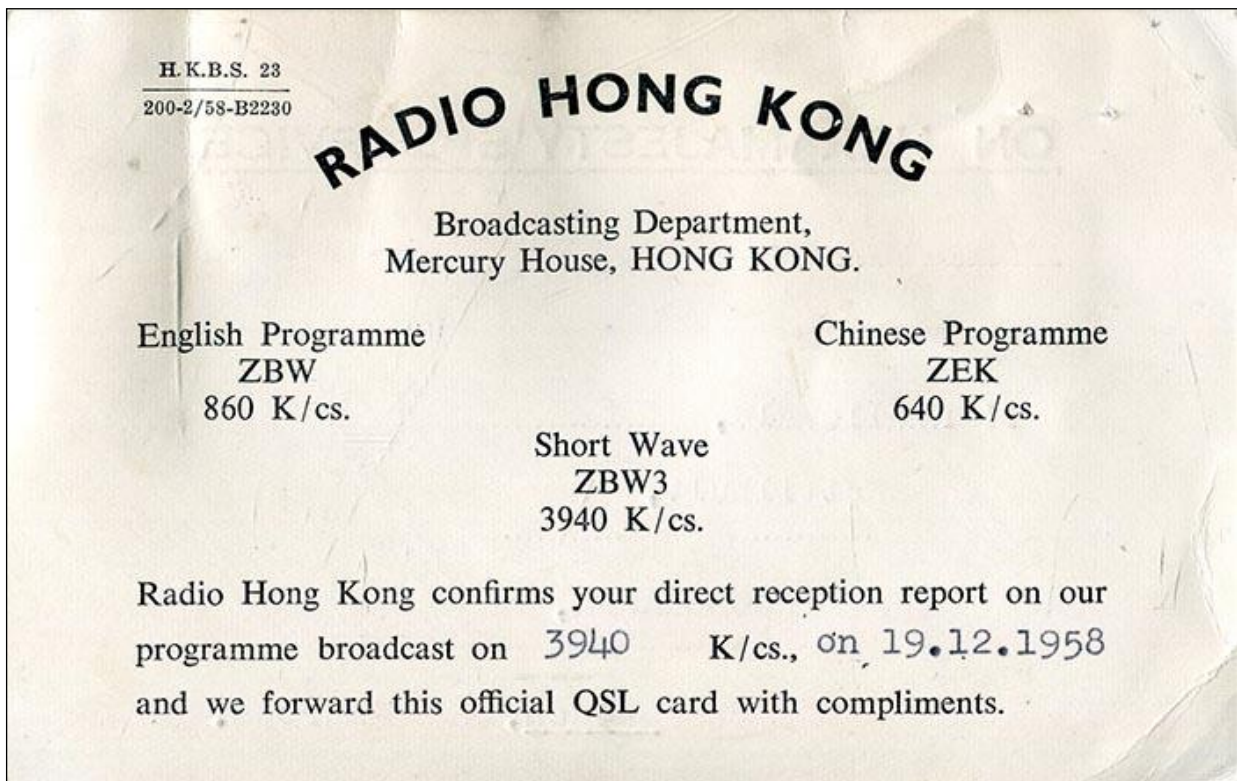 H.K.B.S. 23
200-2/58-B2230
RADIO HONG KONG
Broadcasting Department,
Mercury House, HONG KONG.
English Programme
ZBW
860 K/cs.
Chinese Programme
ZEK
640 K/cs.
Short Wave
ZBW3
3940 K/cs.
Radio Hong Kong confirms your direct reception report on our
programme broadcast on 3940 K/cs., on 19.12.1958
and we forward this official QSL card with compliments.